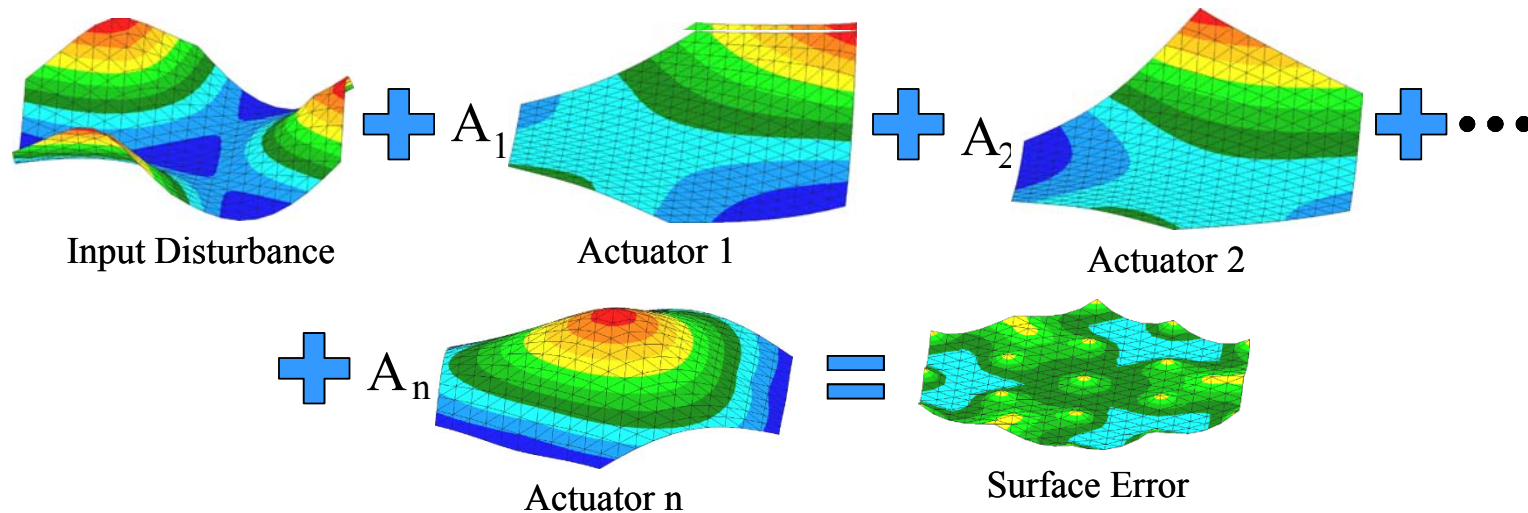 A1
A2
Input Disturbance
Actuator 1
Actuator 2
An
Actuator n
Surface Error